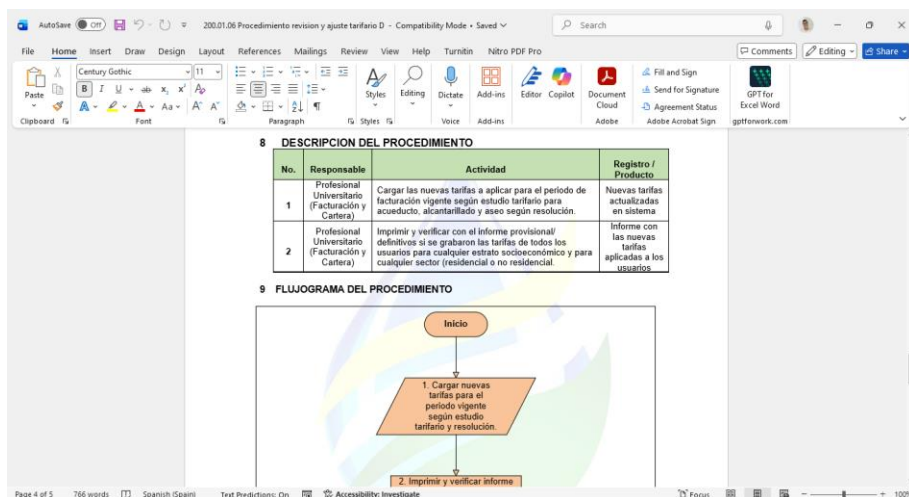 AutoSave Off 200.01.06 Procedimiento revision y ajuste tarifario D - Compatibility Mode • Saved Search
File Home Insert Draw Design Layout References Mailings Review View Help Turnitin Nitro PDF Pro Comments Editing Share
Century Gothic 11
Paste B I U ab x₂ x² A Aa A A Styles Editing Dictate Add-ins Editor Copilot Document Cloud Fill and Sign
Send for Signature
Agreement Status
GPT for Excel Word
Clipboard Font Paragraph Styles Voice Add-ins Adobe Adobe Acrobat Sign gptforwork.com
8 DESCRIPCION DEL PROCEDIMIENTO
No. Responsable Actividad Registro / Producto
1 Profesional Universitario (Facturación y Cartera) Cargar las nuevas tarifas a aplicar para el periodo de facturación vigente según estudio tarifario para acueducto, alcantarillado y aseo según resolución. Nuevas tarifas actualizadas en sistema
2 Profesional Universitario (Facturación y Cartera) Imprimir y verificar con el informe provisional/ definitivos si se grabaron las tarifas de todos los usuarios para cualquier estrato socioeconómico y para cualquier sector (residencial o no residencial. Informe con las nuevas tarifas aplicadas a los usuarios
9 FLUJOGRAMA DEL PROCEDIMIENTO
Inicio
1. Cargar nuevas
tarifas para el
periodo vigente
según estudio
tarifario y resolución.
2. Imprimir y verificar informe
Page 4 of 5 766 words Spanish (Spain) Text Predictions: On Accessibility: Investigate Focus 100%